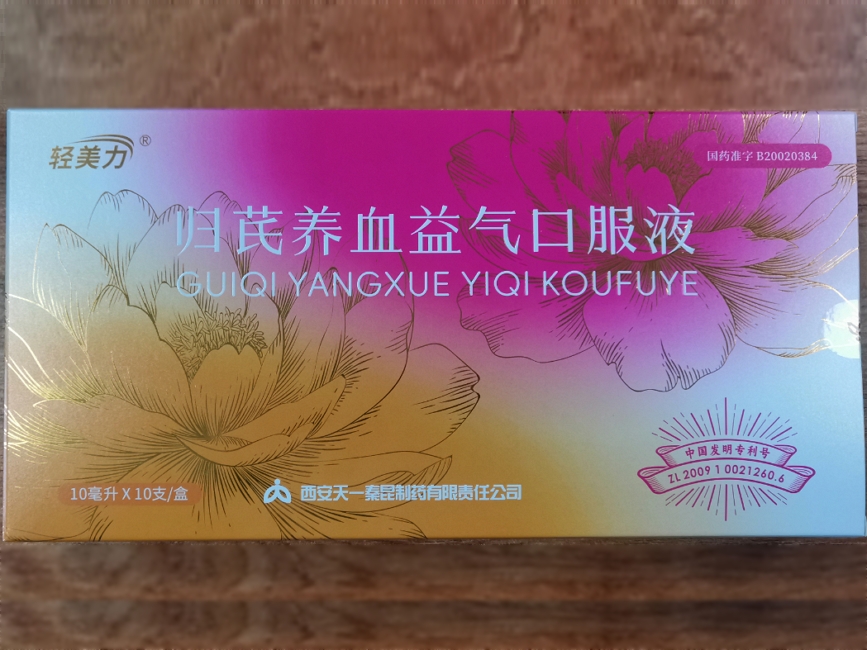 轻美力®
国药准字 B20020384
归芪养血益气口服液
GUIQI YANGXUE YIQI KOUFUYE
中国发明专利号
ZL 2009 1 0021260.6
10毫升 X 10支/盒
西安天一秦昆制药有限责任公司